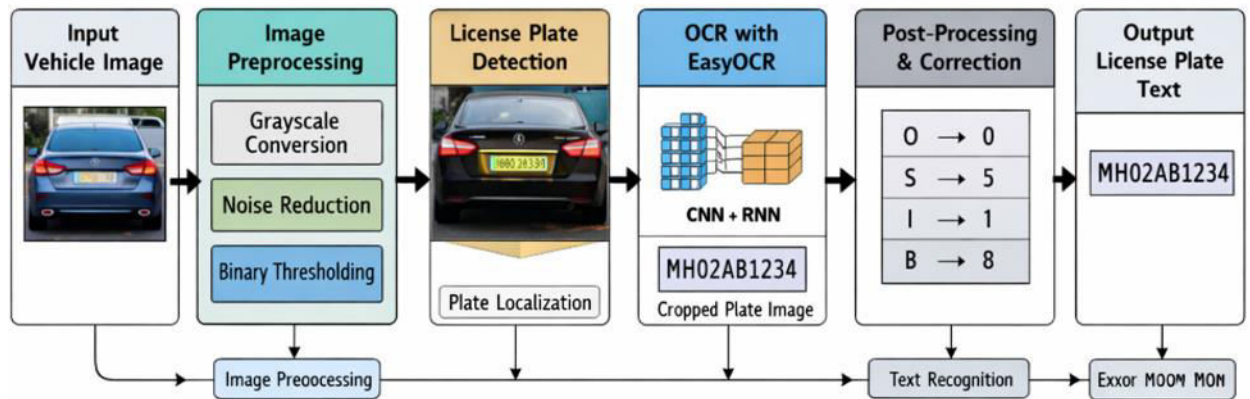 Input
Vehicle Image
Image
Preprocessing
Grayscale
Conversion
Noise Reduction
Binary Thresholding
License Plate
Detection
Plate Localization
OCR with
EasyOCR
CNN + RNN
MH02AB1234
Cropped Plate Image
Post-Processing
& Correction
O → 0
S → 5
I → 1
B → 8
Output
License Plate
Text
MH02AB1234
Image Preoocessing
Text Recognition
Exxor MOOM MON